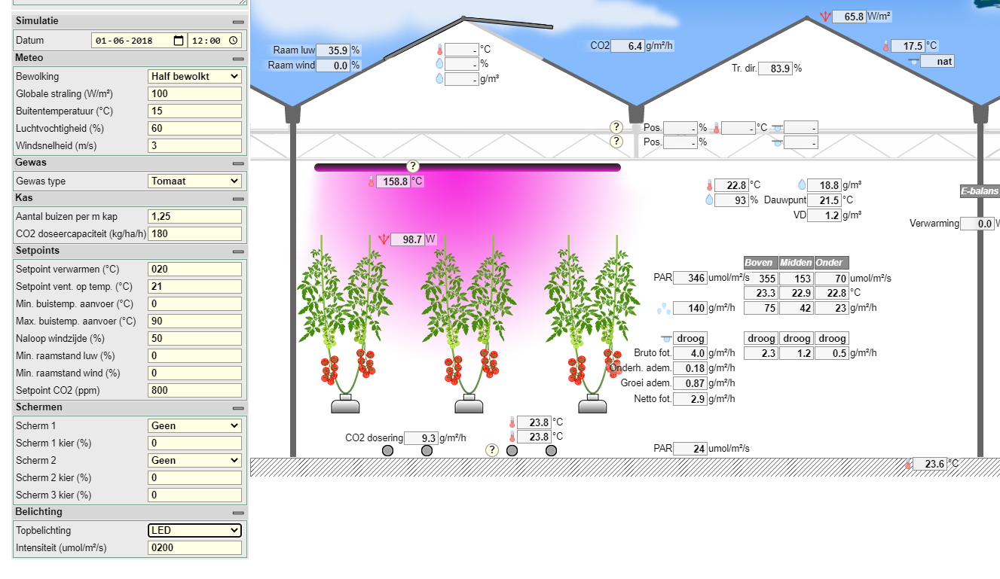 Simulatie
Datum 01-06-2018 12:00
Meteo
Bewolking Half bewolkt
Globale straling (W/m²) 100
Buitentemperatuur (°C) 15
Luchtvochtigheid (%) 60
Windsnelheid (m/s) 3
Gewas
Gewas type Tomaat
Kas
Aantal buizen per m kap 1,25
CO2 doseercapaciteit (kg/ha/h) 180
Setpoints
Setpoint verwarmen (°C) 020
Setpoint vent. op temp. (°C) 21
Min. buistemp. aanvoer (°C) 0
Max. buistemp. aanvoer (°C) 90
Naloop windzijde (%) 50
Min. raamstand luw (%) 0
Min. raamstand wind (%) 0
Setpoint CO2 (ppm) 800
Schermen
Scherm 1 Geen
Scherm 1 kier (%) 0
Scherm 2 Geen
Scherm 2 kier (%) 0
Scherm 3 kier (%) 0
Belichting
Topbelichting LED
Intensiteit (umol/m²/s) 0200
65.8 W/m²
Raam luw 35.9 %
Raam wind 0.0 %
- °C
- %
- g/m³
CO2 6.4 g/m²/h
17.5 °C
nat
Tr. dir. 83.9 %
? Pos. - % - °C -
? Pos. - % -
?
158.8 °C
22.8 °C 18.8 g/m³
93 % Dauwpunt 21.5 °C
VD 1.2 g/m³
E-balans
Verwarming 0.0
98.7 W
Boven Midden Onder
PAR 346 umol/m²/s 355 153 70 umol/m²/s
23.3 22.9 22.8 °C
140 g/m²/h 75 42 23 g/m²/h
droog droog droog droog
Bruto fot. 4.0 g/m²/h 2.3 1.2 0.5 g/m²/h
Onderh. adem. 0.18 g/m²/h
Groei adem. 0.87 g/m²/h
Netto fot. 2.9 g/m²/h
23.8 °C
CO2 dosering 9.3 g/m²/h 23.8 °C
?
PAR 24 umol/m²/s
23.6 °C